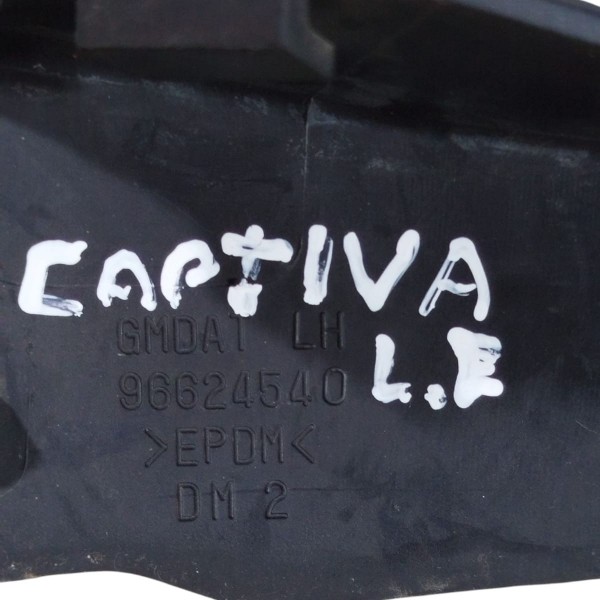 CAPTIVA
L.E
GMDAT LH
96624540
>EPDM<
DM 2